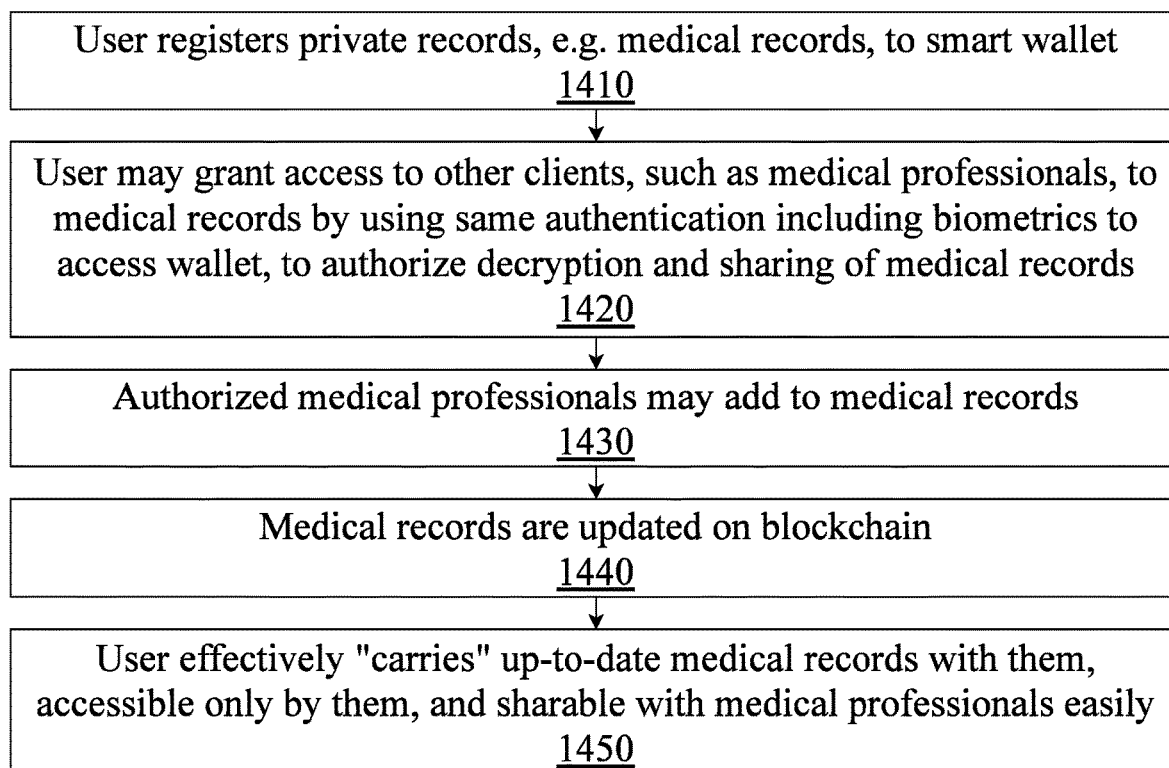 User registers private records, e.g. medical records, to smart wallet
1410
User may grant access to other clients, such as medical professionals, to
medical records by using same authentication including biometrics to
access wallet, to authorize decryption and sharing of medical records
1420
Authorized medical professionals may add to medical records
1430
Medical records are updated on blockchain
1440
User effectively "carries" up-to-date medical records with them,
accessible only by them, and sharable with medical professionals easily
1450